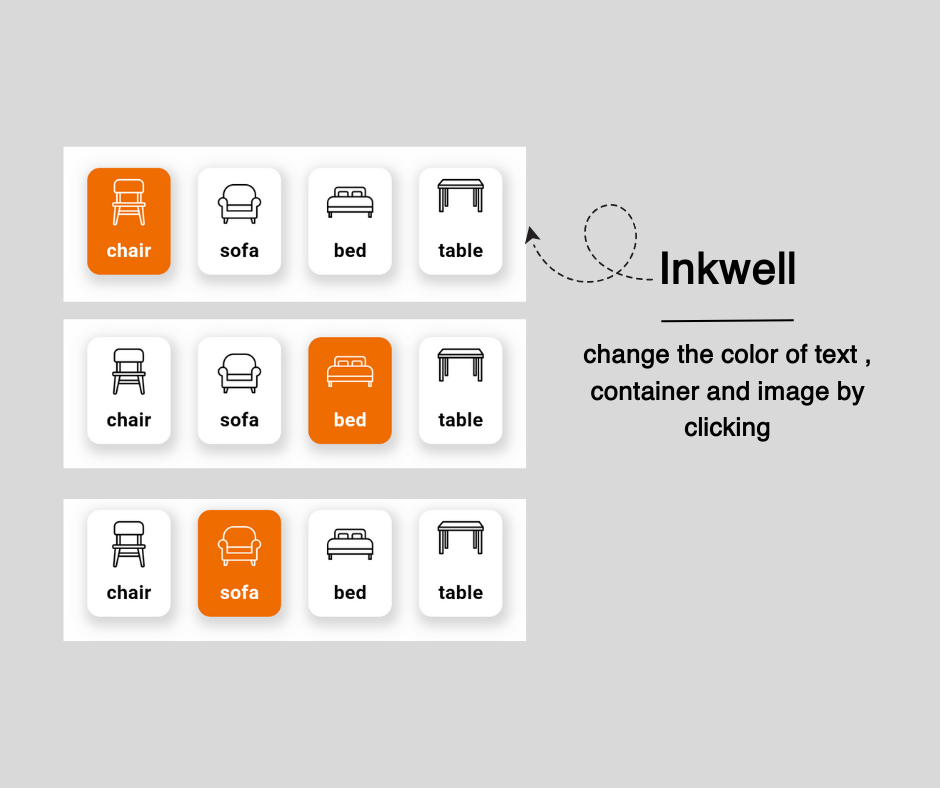 chair sofa bed table
Inkwell
chair sofa bed table
change the color of text ,
container and image by
clicking
chair sofa bed table